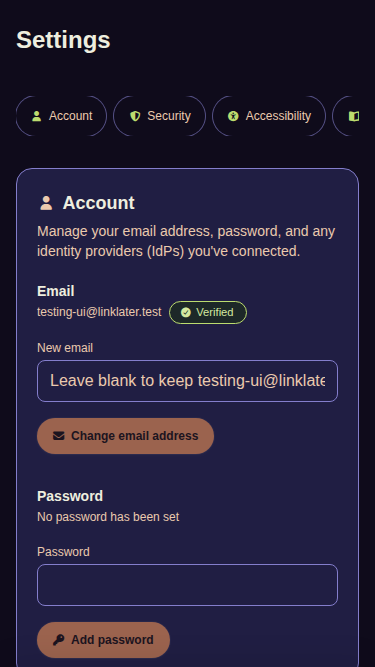 Settings
Account
Security
Accessibility
Account
Manage your email address, password, and any
identity providers (IdPs) you've connected.
Email
testing-ui@linklater.test
Verified
New email
Leave blank to keep testing-ui@linklate
Change email address
Password
No password has been set
Password
Add password